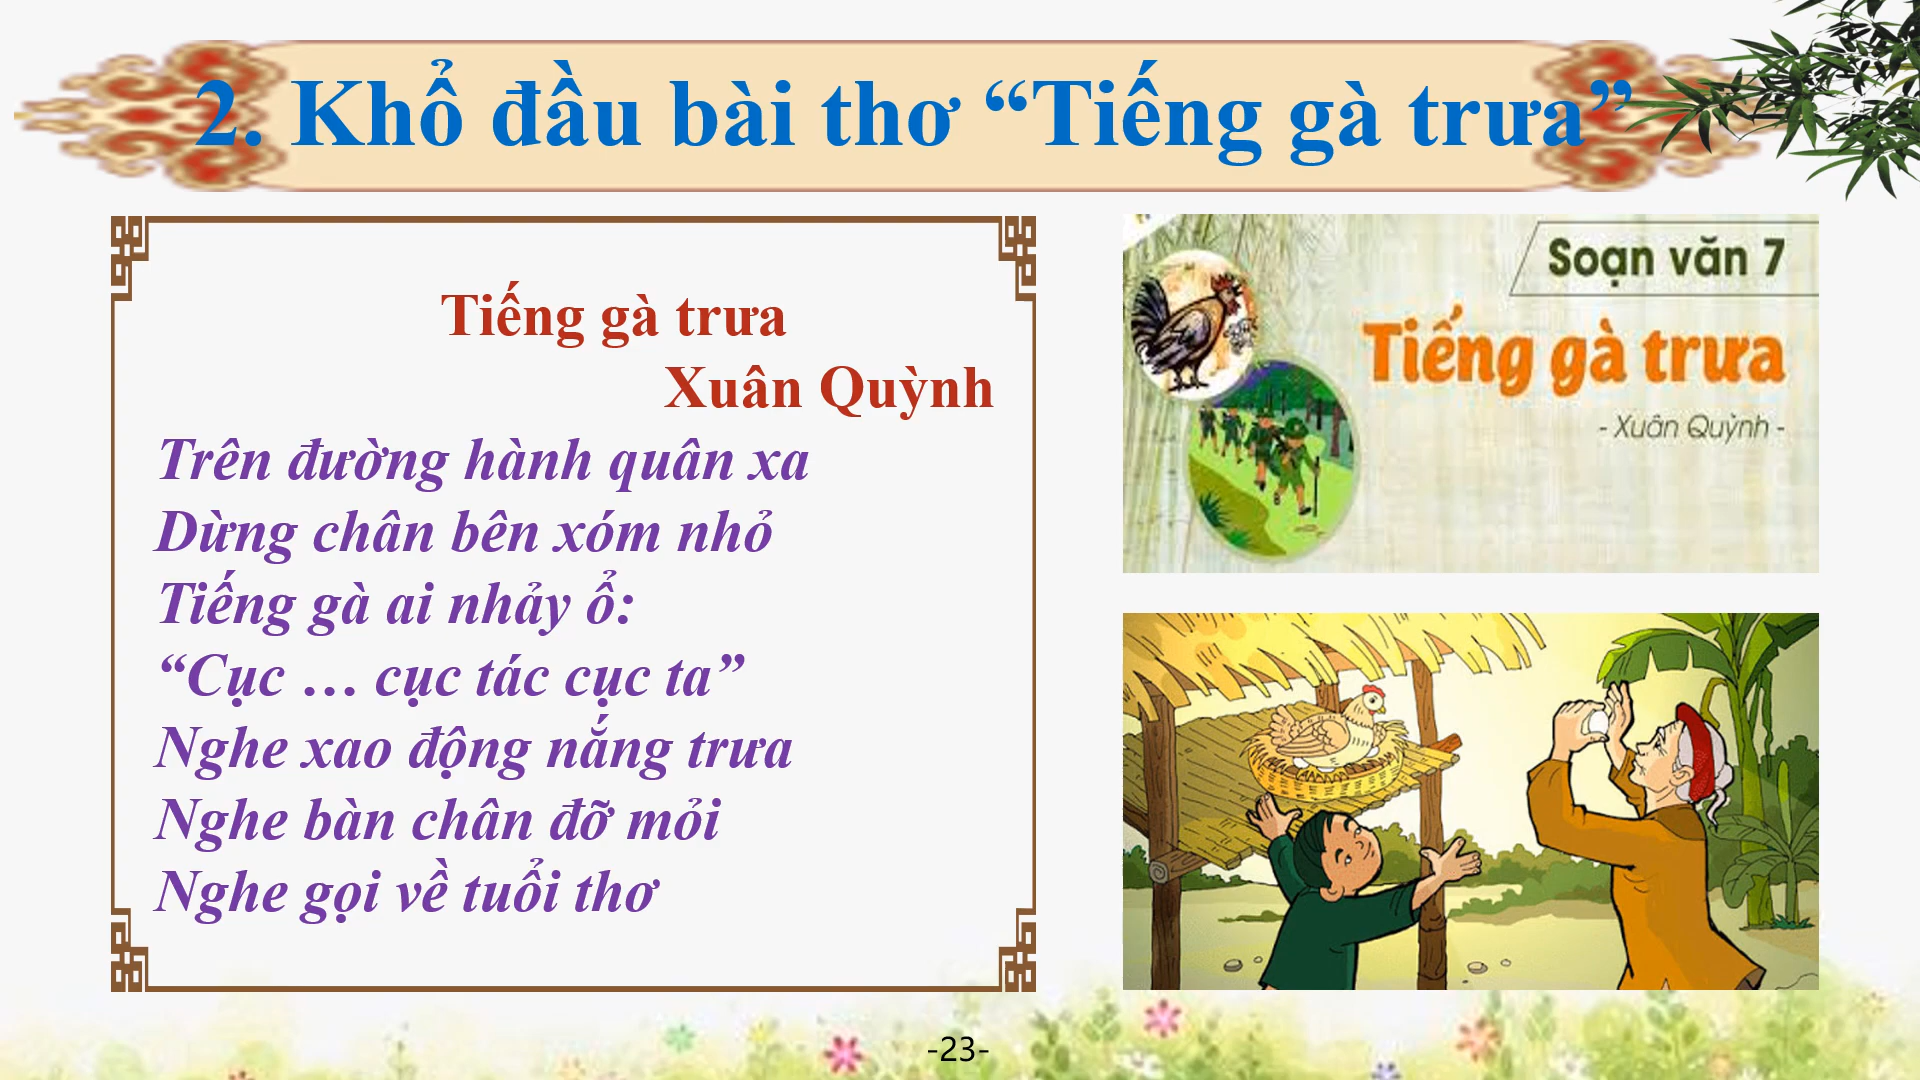 2. Khổ đầu bài thơ “Tiếng gà trưa”
Tiếng gà trưa
Xuân Quỳnh
Trên đường hành quân xa
Dừng chân bên xóm nhỏ
Tiếng gà ai nhảy ổ:
“Cục … cục tác cục ta”
Nghe xao động nắng trưa
Nghe bàn chân đỡ mỏi
Nghe gọi về tuổi thơ
Soạn văn 7
Tiếng gà trưa
- Xuân Quỳnh -
-23-